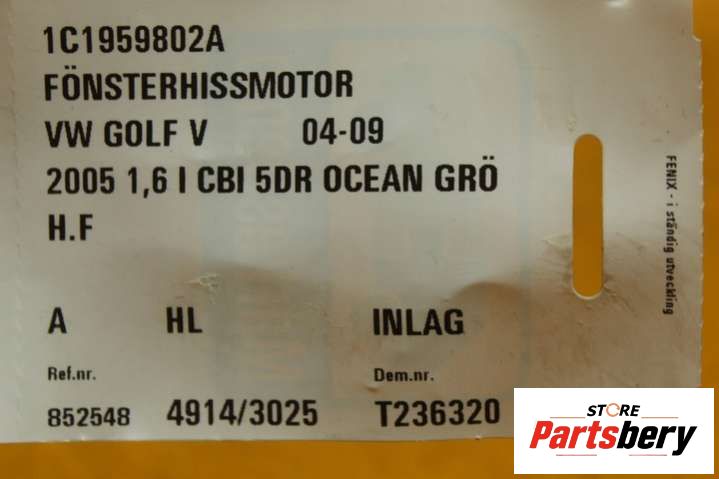 1C1959802A
FÖNSTERHISSMOTOR
VW GOLF V 04-09
2005 1,6 I CBI 5DR OCEAN GRÖ
H.F
A HL INLAG
Ref.nr. Dem.nr.
852548 4914/3025 T236320
FENIX - i ständig utveckling
STORE
Partsbery